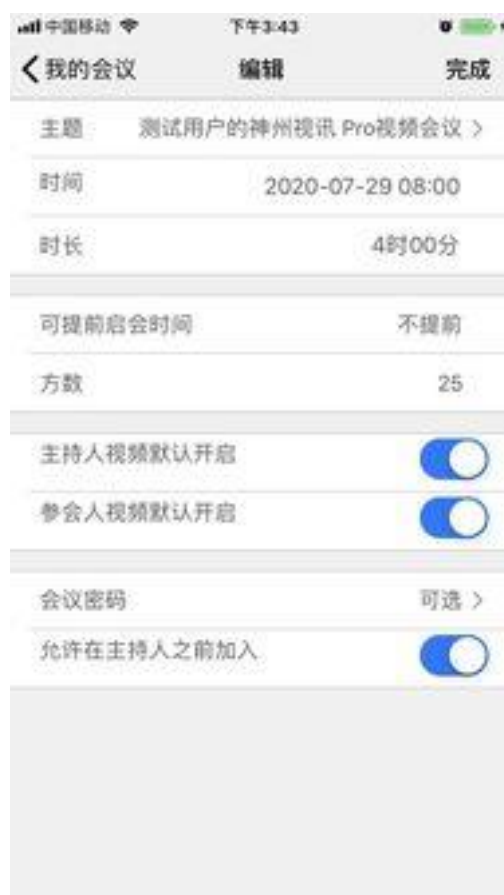 中国移动 下午3:43
我的会议 编辑 完成
主题 测试用户的神州视讯 Pro视频会议
时间 2020-07-29 08:00
时长 4时00分
可提前启会时间 不提前
方数 25
主持人视频默认开启
参会人视频默认开启
会议密码 可选
允许在主持人之前加入